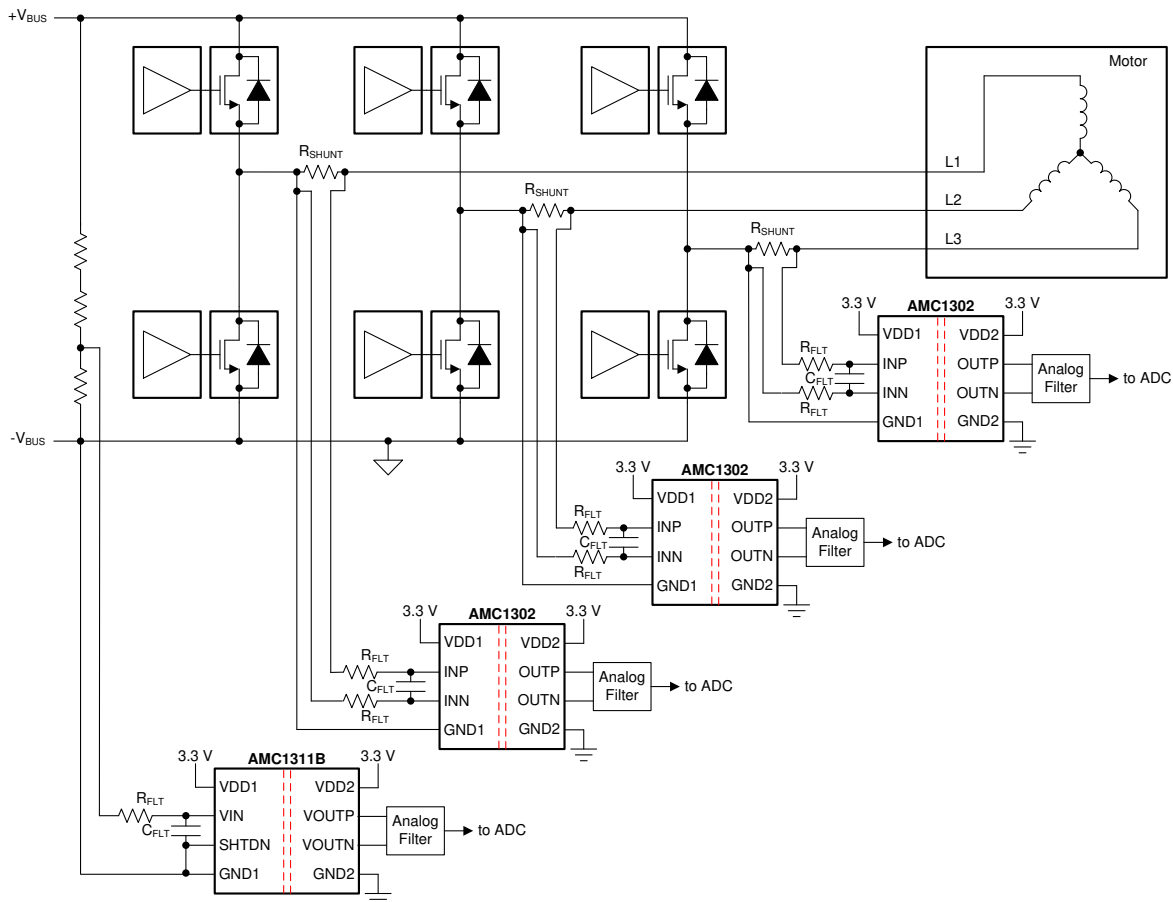 +VBUS
Motor
RSHUNT
L1
RSHUNT
L2
RSHUNT
L3
AMC1302
3.3 V
3.3 V
VDD1
VDD2
RFLT
INP
OUTP
Analog
Filter
to ADC
CFLT
INN
OUTN
RFLT
GND1
GND2
-VBUS
AMC1302
3.3 V
3.3 V
VDD1
VDD2
RFLT
INP
OUTP
Analog
Filter
to ADC
CFLT
INN
OUTN
RFLT
GND1
GND2
AMC1302
3.3 V
3.3 V
VDD1
VDD2
RFLT
INP
OUTP
Analog
Filter
to ADC
CFLT
INN
OUTN
RFLT
GND1
GND2
AMC1311B
3.3 V
3.3 V
VDD1
VDD2
RFLT
VIN
VOUTP
Analog
Filter
to ADC
CFLT
SHTDN
VOUTN
GND1
GND2